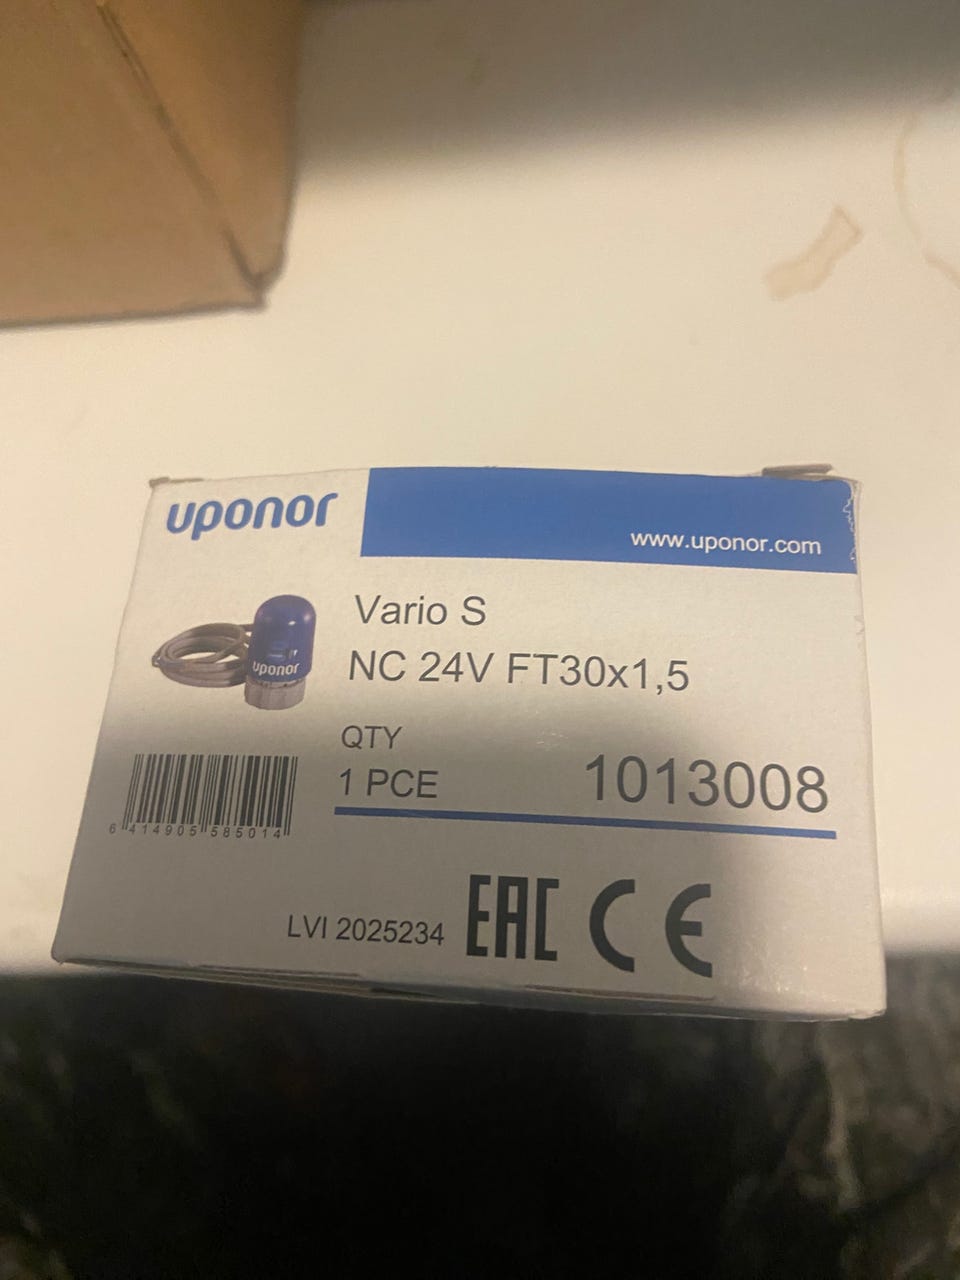 uponor
www.uponor.com
Vario S
NC 24V FT30x1,5
uponor
QTY
1 PCE
1013008
6 414905 585014
LVI 2025234
EAC CE